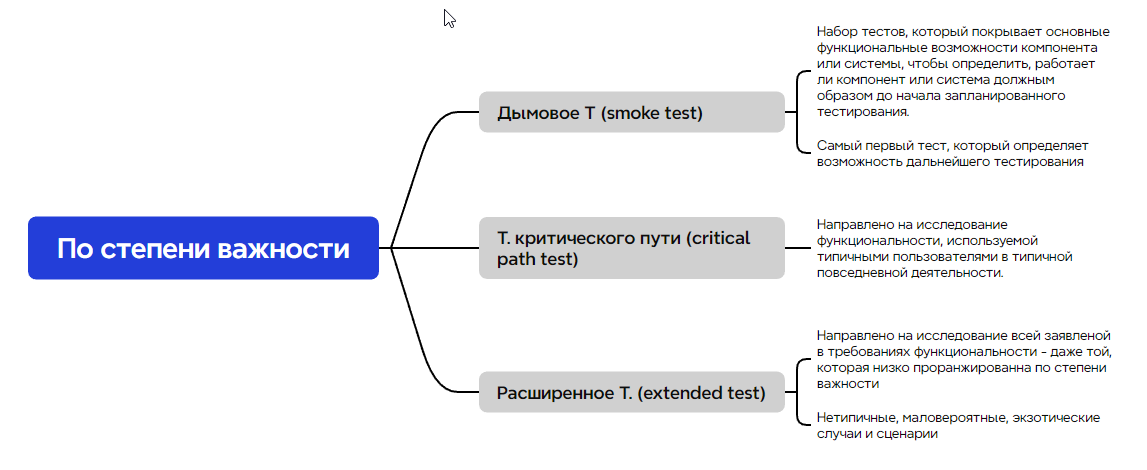 По степени важности
Дымовое Т (smoke test)
Набор тестов, который покрывает основные
функциональные возможности компонента
или системы, чтобы определить, работает
ли компонент или система должным
образом до начала запланированного
тестирования.
Самый первый тест, который определяет
возможность дальнейшего тестирования
Т. критического пути (critical
path test)
Направлено на исследование
функциональности, используемой
типичными пользователями в типичной
повседневной деятельности.
Расширенное Т. (extended test)
Направлено на исследование всей заявленой
в требованиях функциональности - даже той,
которая низко проранжированна по степени
важности
Нетипичные, маловероятные, экзотические
случаи и сценарии